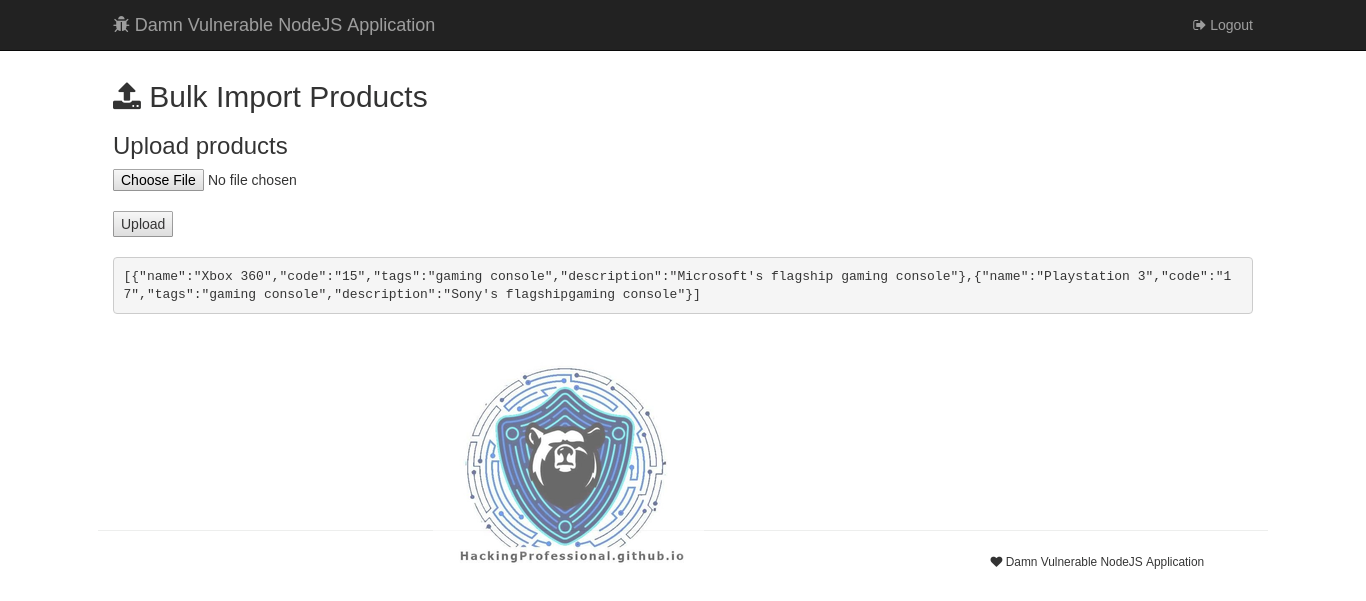 Damn Vulnerable NodeJS Application
Logout
Bulk Import Products
Upload products
Choose File No file chosen
Upload
[{"name":"Xbox 360","code":"15","tags":"gaming console","description":"Microsoft's flagship gaming console"},{"name":"Playstation 3","code":"1
7","tags":"gaming console","description":"Sony's flagshipgaming console"}]
HackingProfessional.github.io
Damn Vulnerable NodeJS Application